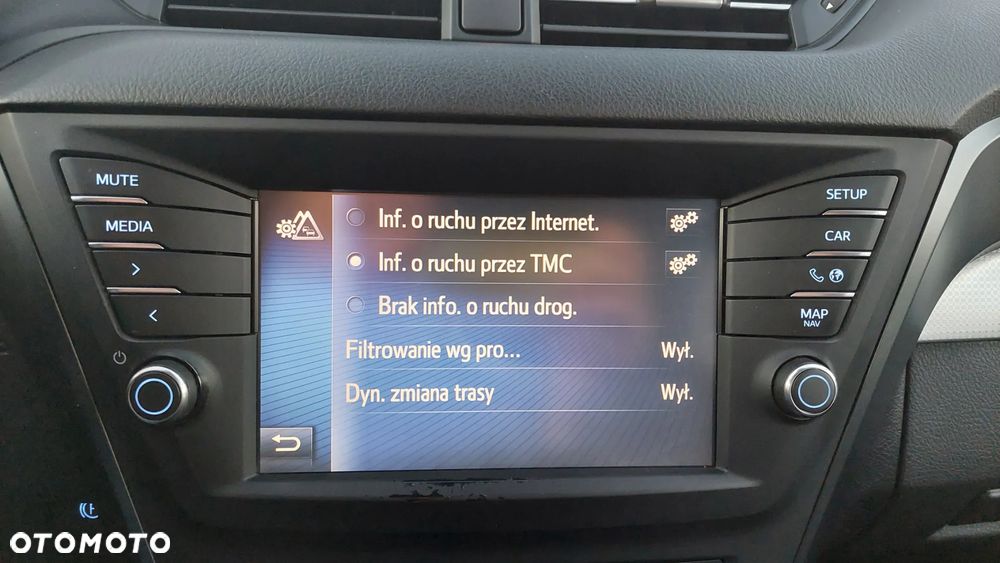 MUTE
MEDIA
>
<
SETUP
CAR
MAP
NAV
Inf. o ruchu przez Internet.
Inf. o ruchu przez TMC
Brak info. o ruchu drog.
Filtrowanie wg pro... Wył.
Dyn. zmiana trasy Wył.
OTOMOTO